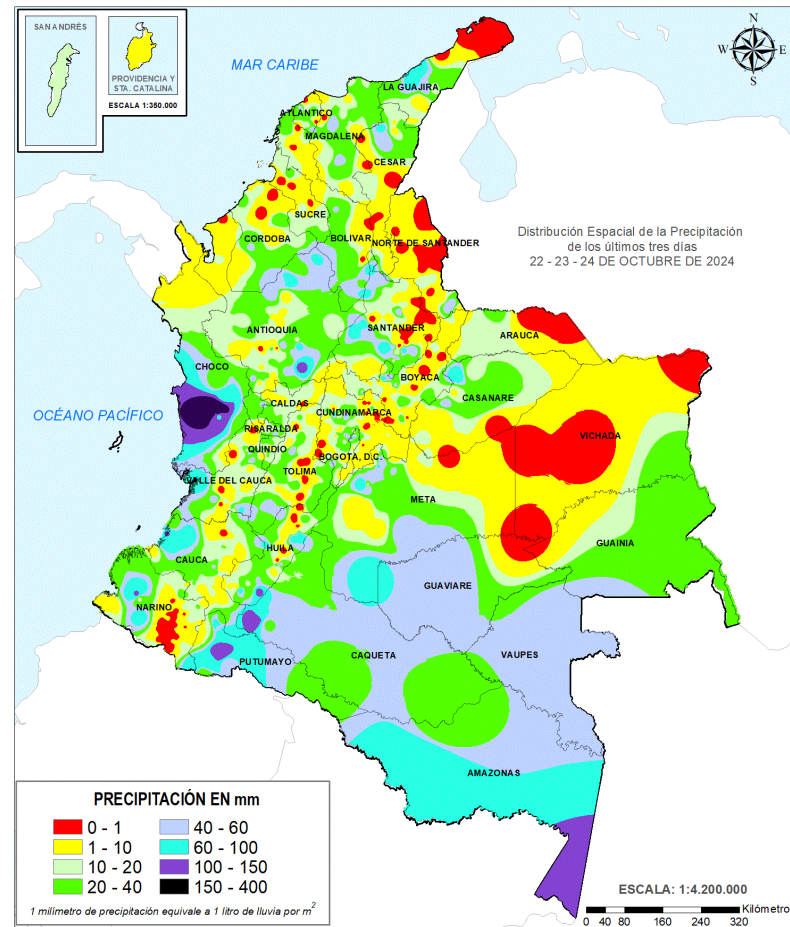 SAN ANDRÉS
PROVIDENCIA Y
STA. CATALINA
ESCALA 1:350.000
MAR CARIBE
N
W
E
S
LA GUAJIRA
ATLANTICO
MAGDALENA
CESAR
SUCRE
CORDOBA
BOLIVAR
NORTE DE SANTANDER
Distribución Espacial de la Precipitación
de los últimos tres días
22 - 23 - 24 DE OCTUBRE DE 2024
ANTIOQUIA
SANTANDER
ARAUCA
CHOCO
BOYACA
CASANARE
OCÉANO PACÍFICO
CALDAS
CUNDINAMARCA
RISARALDA
VICHADA
QUINDIO
BOGOTA, D.C.
TOLIMA
VALLE DEL CAUCA
META
HUILA
GUAINIA
CAUCA
GUAVIARE
NARINO
CAQUETA
VAUPES
PUTUMAYO
AMAZONAS
PRECIPITACIÓN EN mm
0 - 1
40 - 60
1 - 10
60 - 100
10 - 20
100 - 150
20 - 40
150 - 400
1 milímetro de precipitación equivale a 1 litro de lluvia por m2
ESCALA: 1:4.200.000
Kilómetro
0 40 80 160 240 320